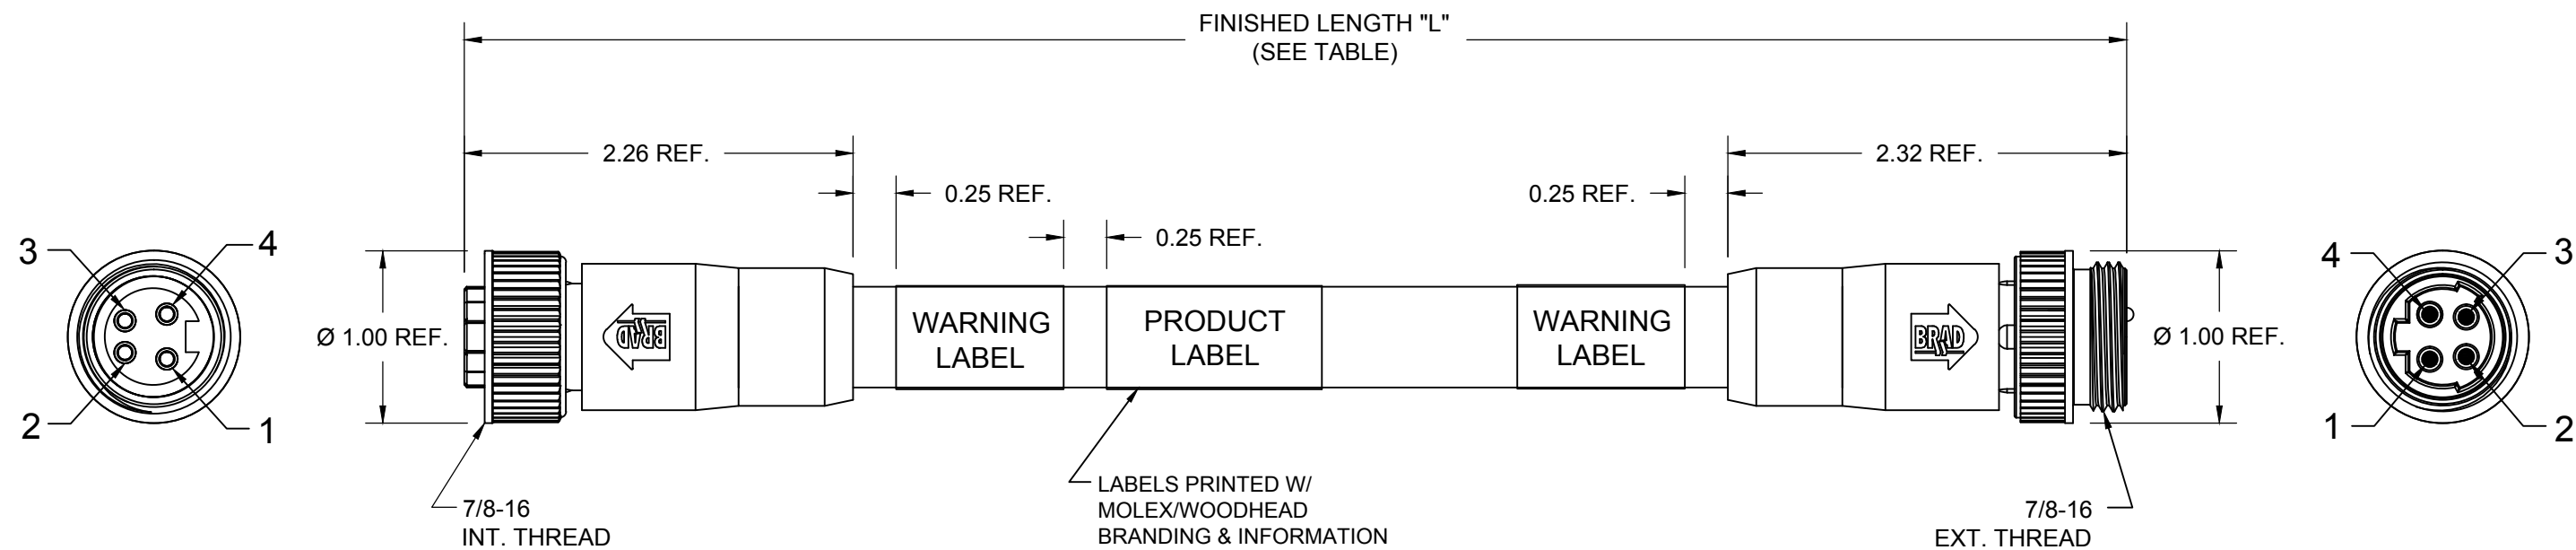 FINISHED LENGTH "L"
(SEE TABLE)
2.26 REF.
2.32 REF.
0.25 REF.
0.25 REF.
0.25 REF.
3
4
2
1
Ø 1.00 REF.
BRAD
WARNING
LABEL
PRODUCT
LABEL
WARNING
LABEL
BRAD
Ø 1.00 REF.
4
3
1
2
7/8-16
INT. THREAD
LABELS PRINTED W/
MOLEX/WOODHEAD
BRANDING & INFORMATION
7/8-16
EXT. THREAD